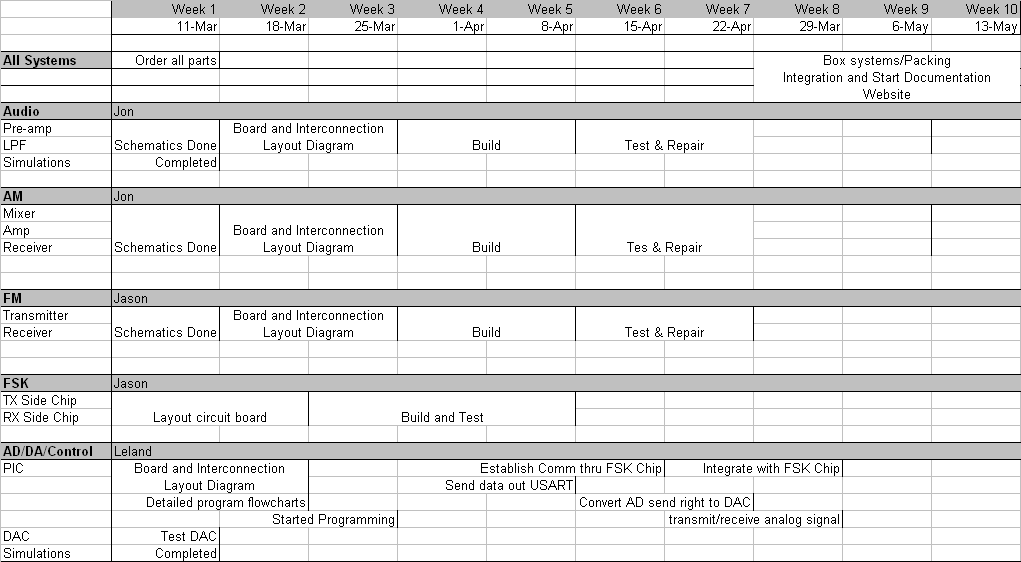 Week 1 Week 2 Week 3 Week 4 Week 5 Week 6 Week 7 Week 8 Week 9 Week 10
11-Mar 18-Mar 25-Mar 1-Apr 8-Apr 15-Apr 22-Apr 29-Mar 6-May 13-May
All Systems Order all parts Box systems/Packing
Integration and Start Documentation
Website
Audio Jon
Pre-amp Board and Interconnection
LPF Schematics Done Layout Diagram Build Test & Repair
Simulations Completed
AM Jon
Mixer
Amp Board and Interconnection
Receiver Schematics Done Layout Diagram Build Tes & Repair
FM Jason
Transmitter Board and Interconnection
Receiver Schematics Done Layout Diagram Build Test & Repair
FSK Jason
TX Side Chip
RX Side Chip Layout circuit board Build and Test
AD/DA/Control Leland
PIC Board and Interconnection Establish Comm thru FSK Chip Integrate with FSK Chip
Layout Diagram Send data out USART
Detailed program flowcharts Convert AD send right to DAC
Started Programming transmit/receive analog signal
DAC Test DAC
Simulations Completed